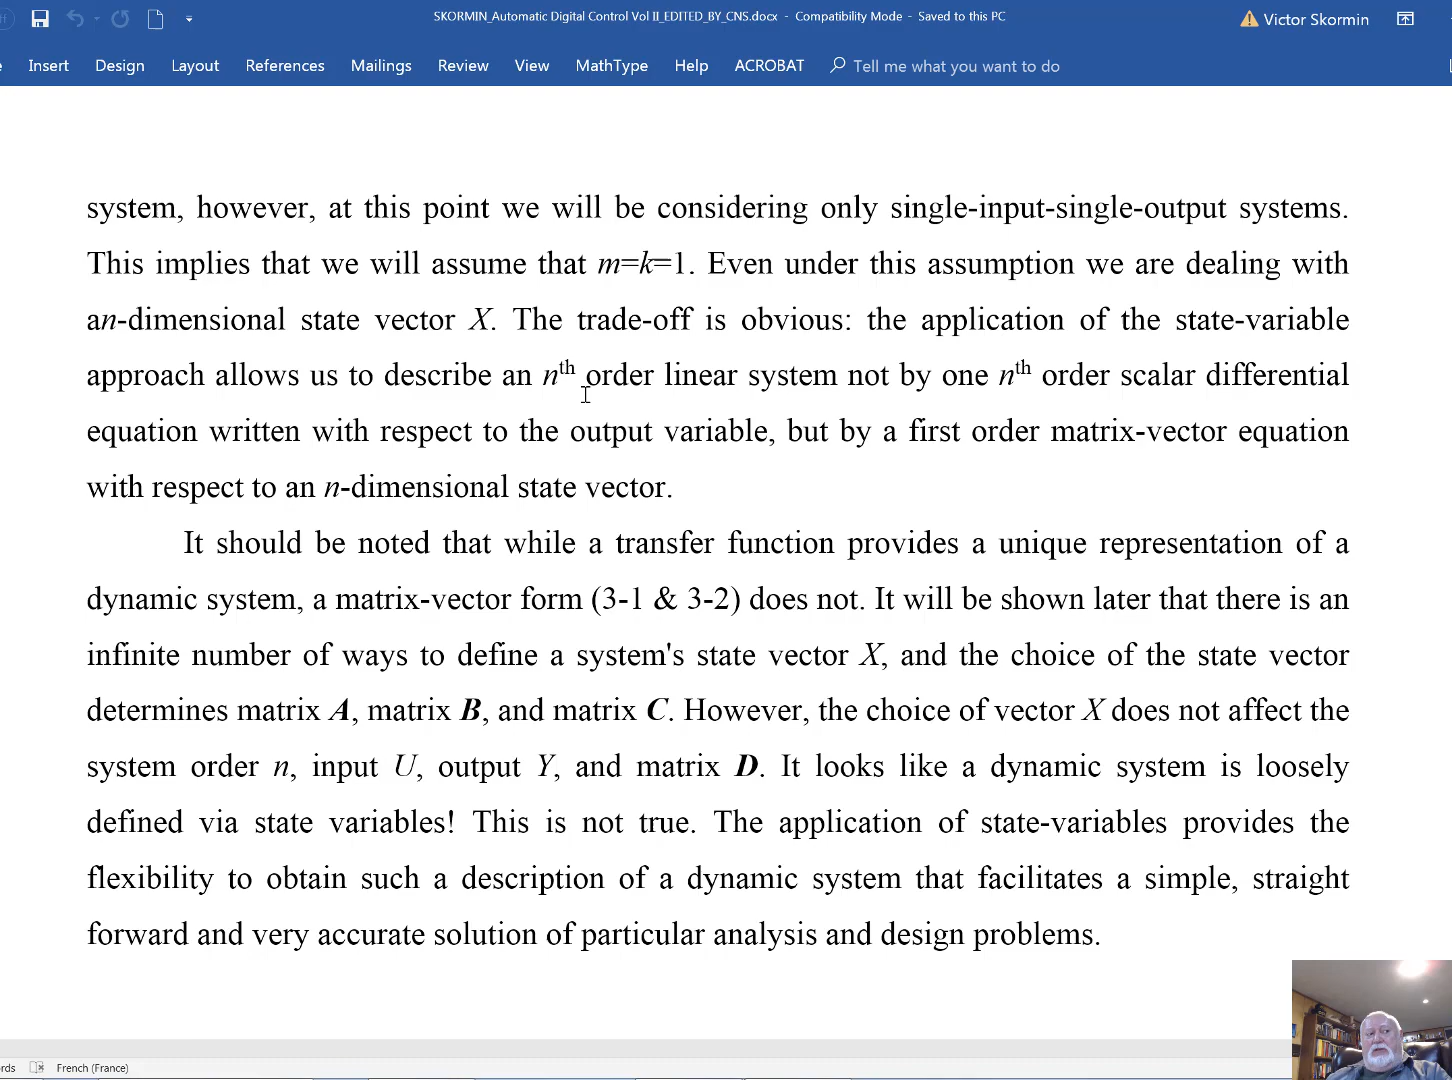 SKORMIN_Automatic Digital Control Vol II_EDITED_BY_CNS.docx - Compatibility Mode - Saved to this PC
Victor Skormin
Insert Design Layout References Mailings Review View MathType Help ACROBAT Tell me what you want to do
system, however, at this point we will be considering only single-input-single-output systems.
This implies that we will assume that m=k=1. Even under this assumption we are dealing with
an-dimensional state vector X. The trade-off is obvious: the application of the state-variable
approach allows us to describe an nth order linear system not by one nth order scalar differential
equation written with respect to the output variable, but by a first order matrix-vector equation
with respect to an n-dimensional state vector.
It should be noted that while a transfer function provides a unique representation of a
dynamic system, a matrix-vector form (3-1 & 3-2) does not. It will be shown later that there is an
infinite number of ways to define a system's state vector X, and the choice of the state vector
determines matrix A, matrix B, and matrix C. However, the choice of vector X does not affect the
system order n, input U, output Y, and matrix D. It looks like a dynamic system is loosely
defined via state variables! This is not true. The application of state-variables provides the
flexibility to obtain such a description of a dynamic system that facilitates a simple, straight
forward and very accurate solution of particular analysis and design problems.
rds French (France)